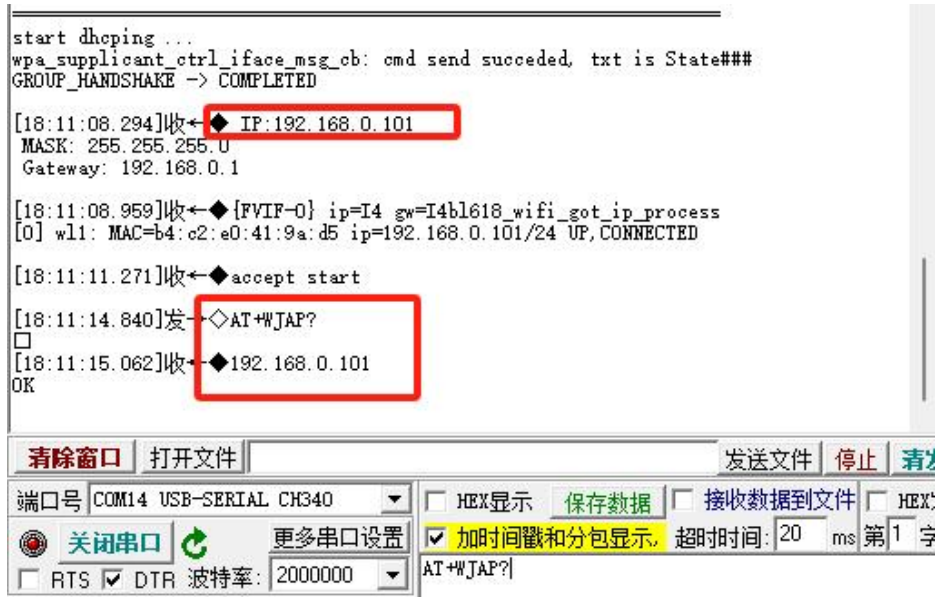 start dhcping ...
wpa_supplicant_ctrl_iface_msg_cb: cmd send succeded, txt is State###
GROUP_HANDSHAKE -> COMPLETED
[18:11:08.294]收←◆ IP:192.168.0.101
MASK: 255.255.255.0
Gateway: 192.168.0.1
[18:11:08.959]收←◆{FVIF-0} ip=I4 gw=I4bl618_wifi_got_ip_process
[0] wl1: MAC=b4:c2:e0:41:9a:d5 ip=192.168.0.101/24 UP,CONNECTED
[18:11:11.271]收←◆accept start
[18:11:14.840]发→◇AT+WJAP?
□
[18:11:15.062]收←◆192.168.0.101
OK
清除窗口 打开文件 发送文件 停止 清发
端口号 COM14 USB-SERIAL CH340 HEX显示 保存数据 接收数据到文件 HEX
关闭串口 更多串口设置 加时间戳和分包显示, 超时时间: 20 ms 第1 字
RTS DTR 波特率: 2000000 AT+WJAP?